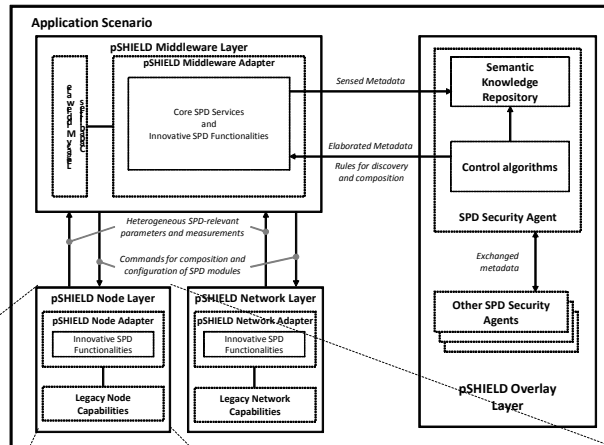 Application Scenario
pSHIELD Middleware Layer
pSHIELD Middleware Adapter
Core SPD Services
and
Innovative SPD Functionalities
Sensed Metadata
Elaborated Metadata
Rules for discovery
and composition
Semantic
Knowledge
Repository
Control algorithms
SPD Security Agent
Exchanged
metadata
Other SPD Security
Agents
pSHIELD Overlay
Layer
Heterogeneous SPD-relevant
parameters and measurements
Commands for composition and
configuration of SPD modules
pSHIELD Node Layer
pSHIELD Node Adapter
Innovative SPD
Functionalities
Legacy Node
Capabilities
pSHIELD Network Layer
pSHIELD Network Adapter
Innovative SPD
Functionalities
Legacy Network
Capabilities